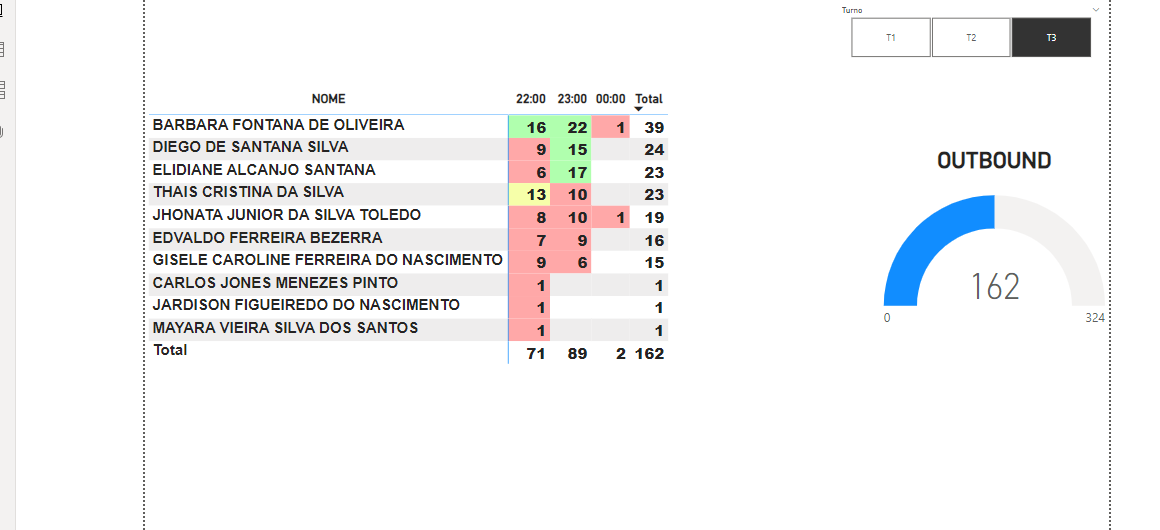 Turno
T1 T2 T3
NOME 22:00 23:00 00:00 Total
BARBARA FONTANA DE OLIVEIRA 16 22 1 39
DIEGO DE SANTANA SILVA 9 15 24
ELIDIANE ALCANJO SANTANA 6 17 23
THAIS CRISTINA DA SILVA 13 10 23
JHONATA JUNIOR DA SILVA TOLEDO 8 10 1 19
EDVALDO FERREIRA BEZERRA 7 9 16
GISELE CAROLINE FERREIRA DO NASCIMENTO 9 6 15
CARLOS JONES MENEZES PINTO 1 1
JARDISON FIGUEIREDO DO NASCIMENTO 1 1
MAYARA VIEIRA SILVA DOS SANTOS 1 1
Total 71 89 2 162
OUTBOUND
162
0 324